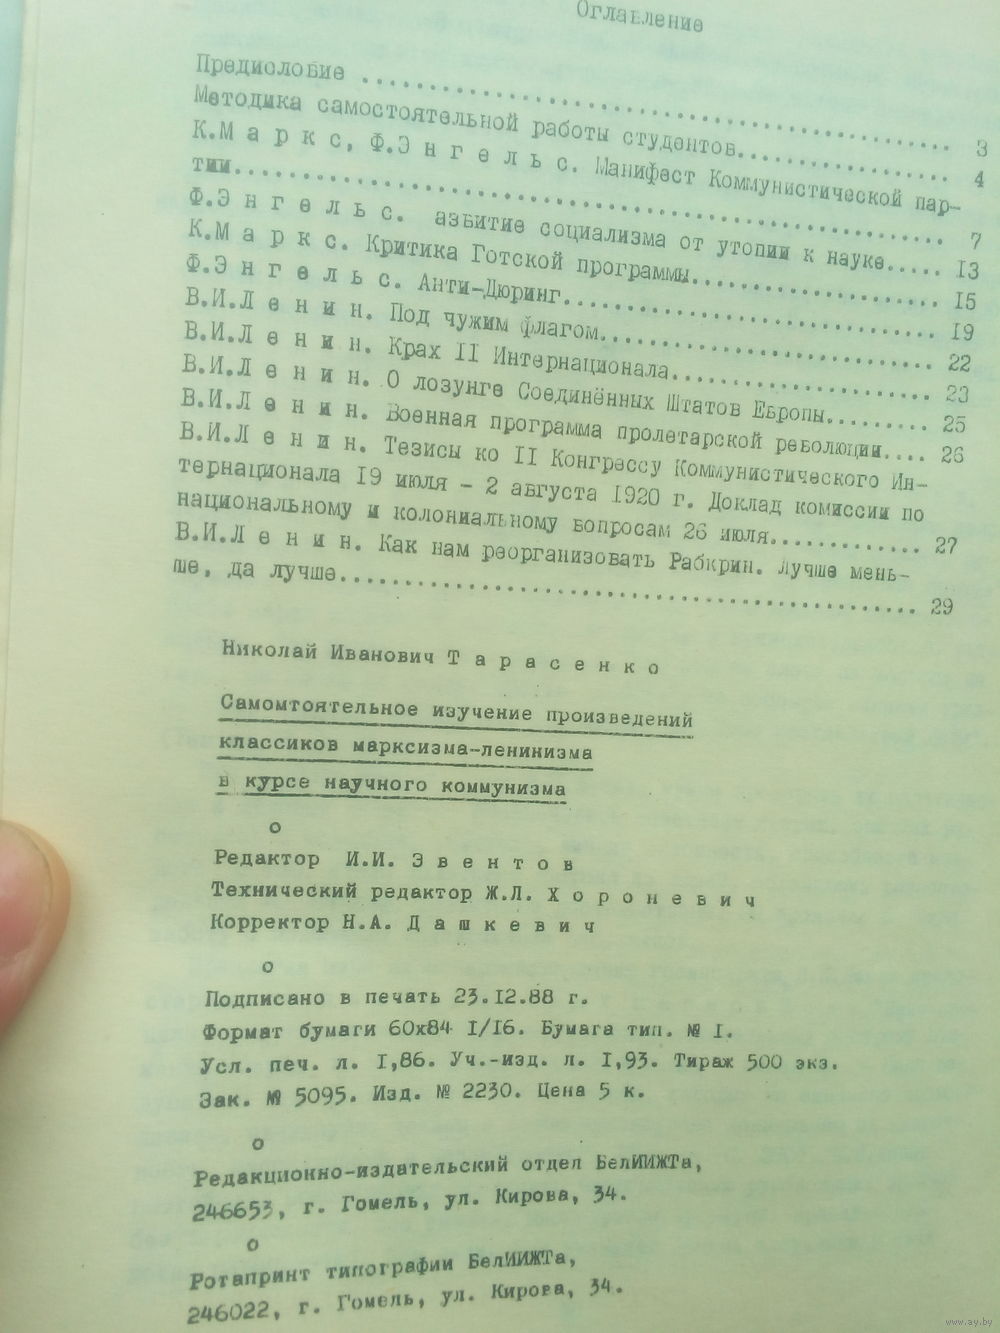 Оглавление
Предисловие ................................................ 3
Методика самостоятельной работы студентов................ 4
К.М а р к с, Ф.Э н г е л ь с. Манифест Коммунистической пар-
тии......................................................... 7
Ф.Э н г е л ь с.  азвитие социализма от утопии к науке..... 13
К.М а р к с. Критика Готской программы..................... 15
Ф.Э н г е л ь с. Анти-Дюринг............................... 19
В.И.Л е н и н. Под чужим флагом............................ 22
В.И.Л е н и н. Крах II Интернационала...................... 23
В.И.Л е н и н. О лозунге Соединённых Штатов Европы......... 25
В.И.Л е н и н. Военная программа пролетарской революции.... 26
В.И.Л е н и н. Тезисы ко II Конгрессу Коммунистического Ин-
тернационала 19 июля - 2 августа 1920 г. Доклад комиссии по
национальному и колониальному вопросам 26 июля............. 27
В.И.Л е н и н. Как нам реорганизовать Рабкрин. Лучше мень-
ше, да лучше............................................... 29
Николай Иванович Т а р а с е н к о
Самомтоятельное изучение произведений
классиков марксизма-ленинизма
в курсе научного коммунизма
о
Редактор И.И. Э в е н т о в
Технический редактор Ж.Л. Х о р о н е в и ч
Корректор Н.А. Д а ш к е в и ч
о
Подписано в печать 23.12.88 г.
Формат бумаги 60х84 I/I6. Бумага тип. № I.
Усл. печ. л. I,86. Уч.-изд. л. I,93. Тираж 500 экз.
Зак. № 5095. Изд. № 2230. Цена 5 к.
о
Редакционно-издательский отдел БелИИЖТа,
246653, г. Гомель, ул. Кирова, 34.
о
Ротапринт типографии БелИИЖТа,
246022, г. Гомель, ул. Кирова, 34.
www.ay.by